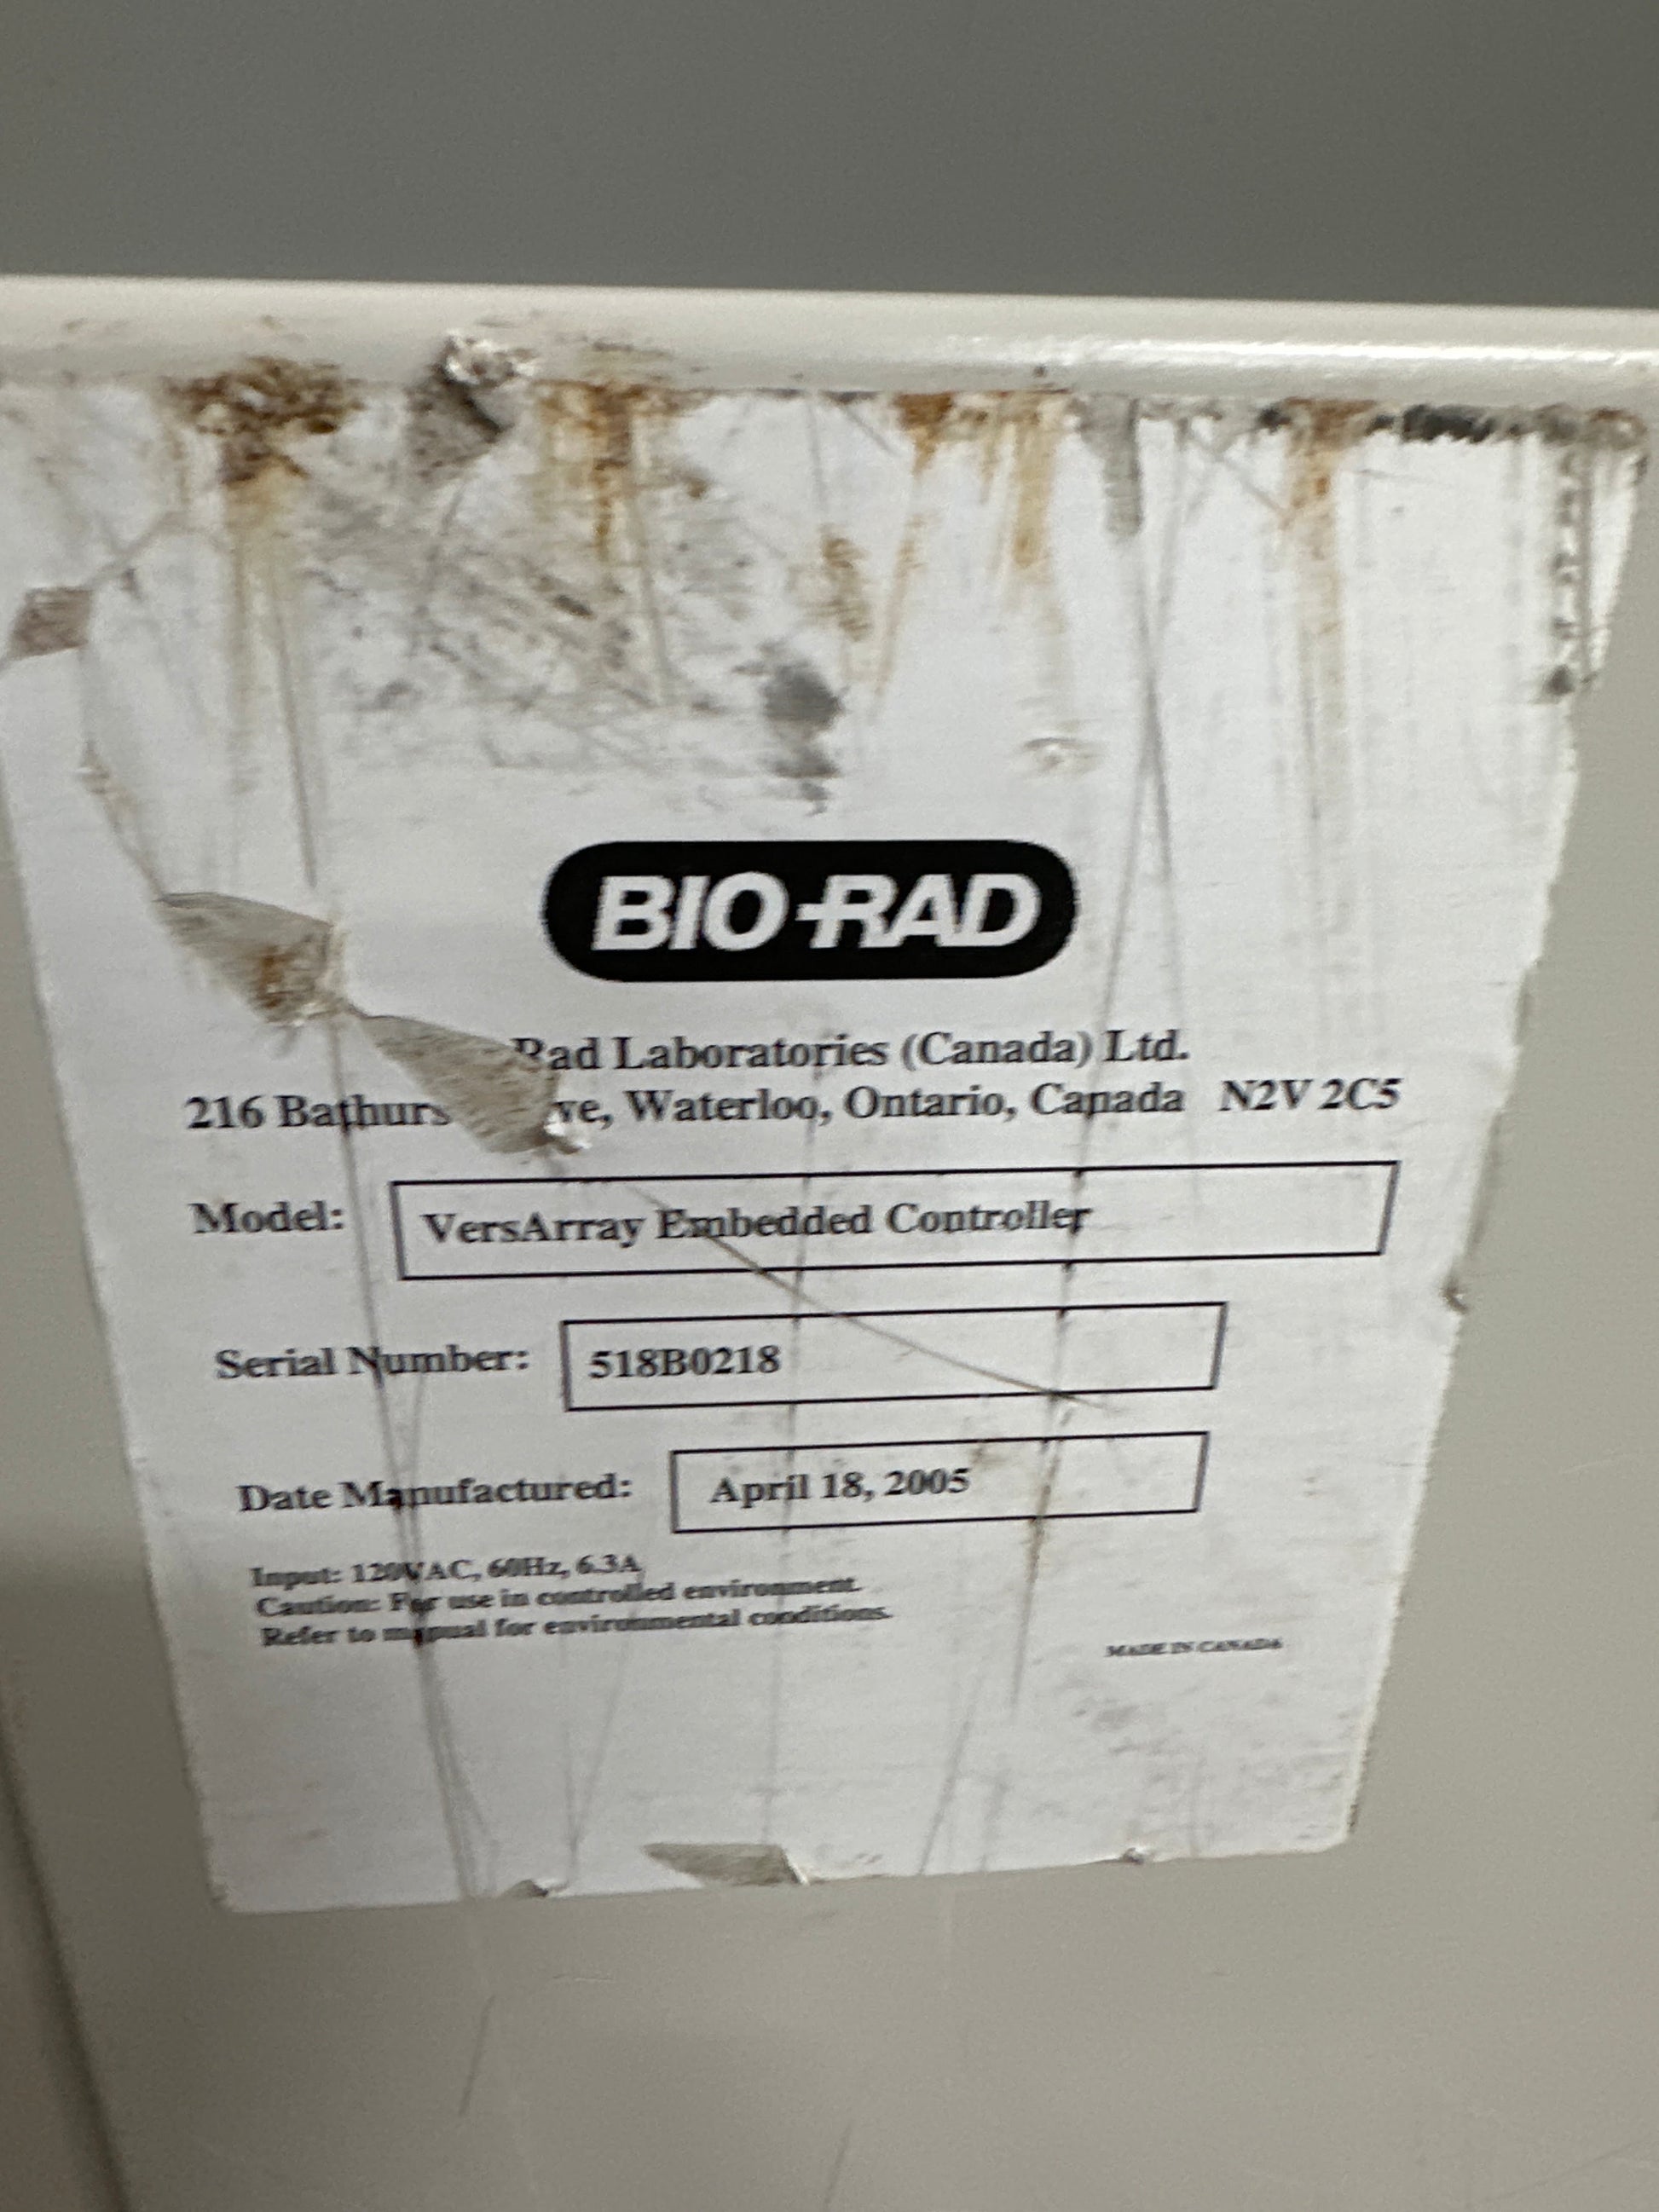 BIO-RAD
Rad Laboratories (Canada) Ltd.
216 Bathurs ve, Waterloo, Ontario, Canada N2V 2C5
Model: VersArray Embedded Controller
Serial Number: 518B0218
Date Manufactured: April 18, 2005
Input: 120VAC, 60Hz, 6.3A
Caution: For use in controlled environment.
Refer to manual for environmental conditions.
MADE IN CANADA